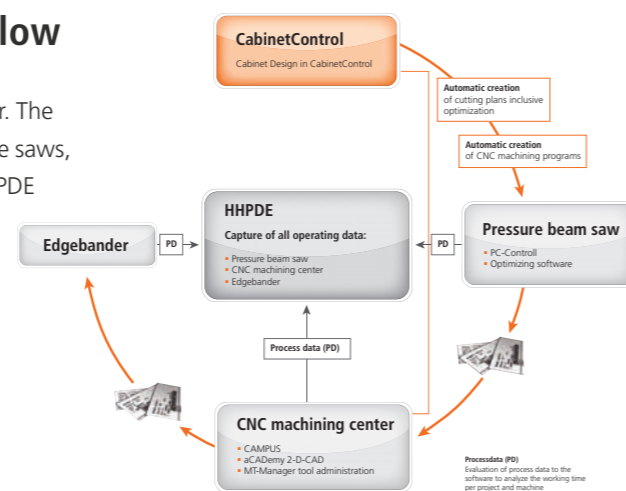 low
r. The
e saws,
PDE
CabinetControl
Cabinet Design in CabinetControl
Automatic creation
of cutting plans inclusive
optimization
Automatic creation
of CNC machining programs
HHPDE
Capture of all operating data:
Pressure beam saw
CNC machining center
Edgebander
Edgebander
PD
PD
Pressure beam saw
PC-Controll
Optimizing software
Process data (PD)
CNC machining center
CAMPUS
aCADemy 2-D-CAD
MT-Manager tool administration
Processdata (PD)
Evaluation of process data to the
software to analyze the working time
per project and machine